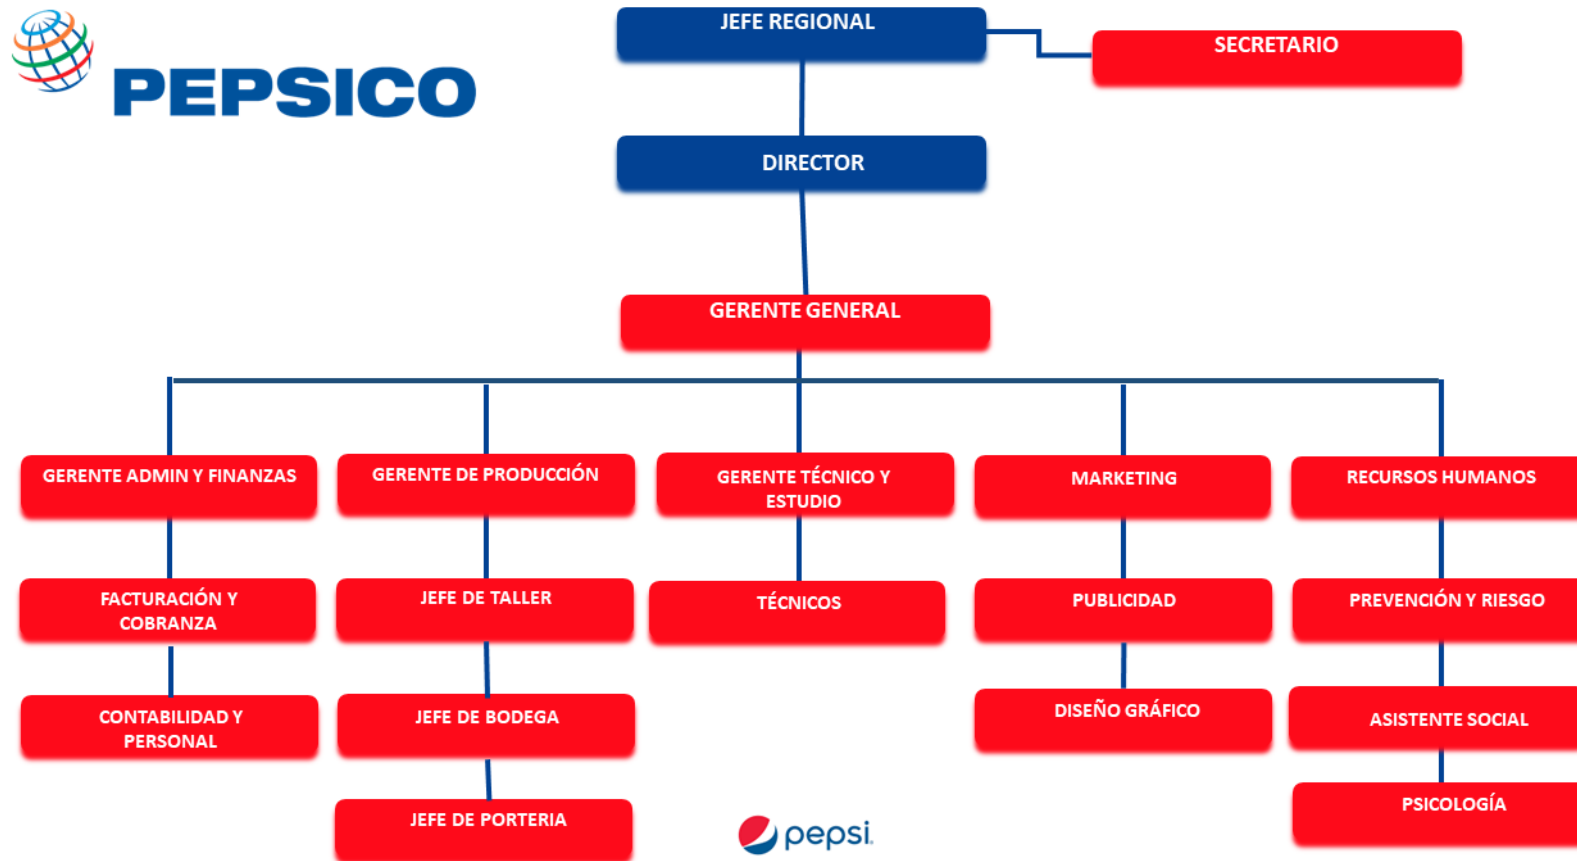 JEFE REGIONAL
SECRETARIO
PEPSICO
DIRECTOR
GERENTE GENERAL
GERENTE ADMIN Y FINANZAS
GERENTE DE PRODUCCIÓN
GERENTE TÉCNICO Y
ESTUDIO
MARKETING
RECURSOS HUMANOS
FACTURACIÓN Y
COBRANZA
JEFE DE TALLER
TÉCNICOS
PUBLICIDAD
PREVENCIÓN Y RIESGO
CONTABILIDAD Y
PERSONAL
JEFE DE BODEGA
DISEÑO GRÁFICO
ASISTENTE SOCIAL
JEFE DE PORTERIA
PSICOLOGÍA
pepsi